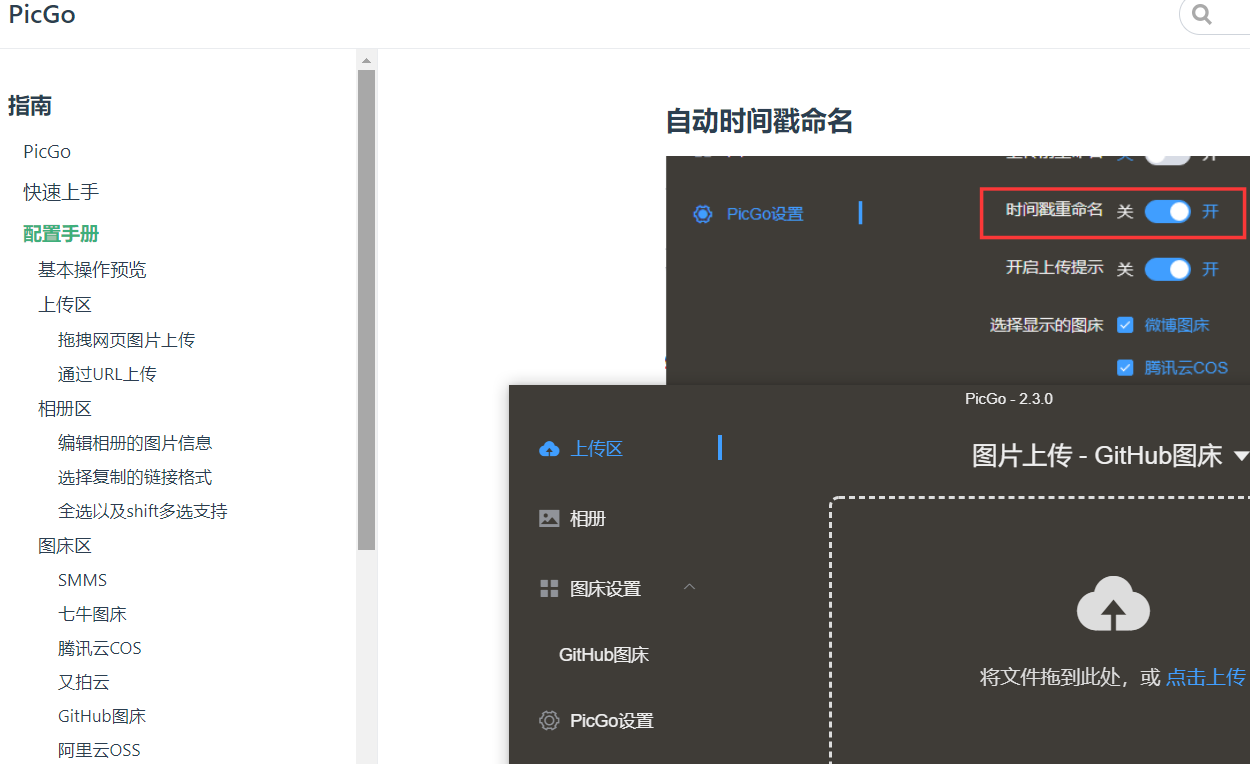 PicGo
指南
PicGo
快速上手
配置手册
基本操作预览
上传区
拖拽网页图片上传
通过URL上传
相册区
编辑相册的图片信息
选择复制的链接格式
全选以及shift多选支持
图床区
SMMS
七牛图床
腾讯云COS
又拍云
GitHub图床
阿里云OSS
自动时间戳命名
PicGo设置
时间戳重命名 关 开
开启上传提示 关 开
选择显示的图床 微博图床
腾讯云COS
PicGo - 2.3.0
上传区
图片上传 - GitHub图床
相册
图床设置
GitHub图床
PicGo设置
将文件拖到此处，或 点击上传